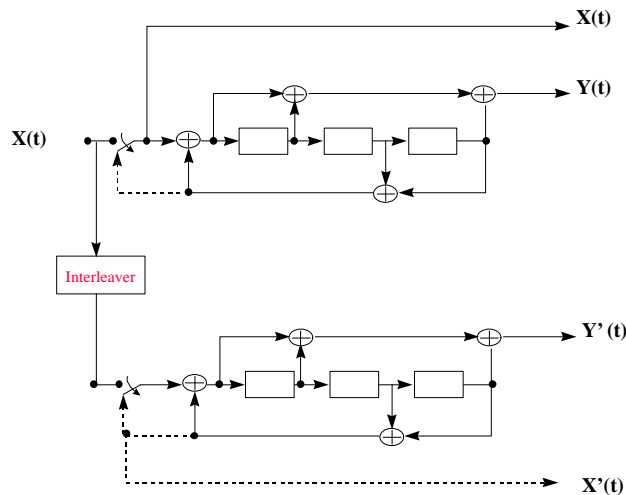 X(t)
Y(t)
X(t)
Interleaver
Y' (t)
X'(t)